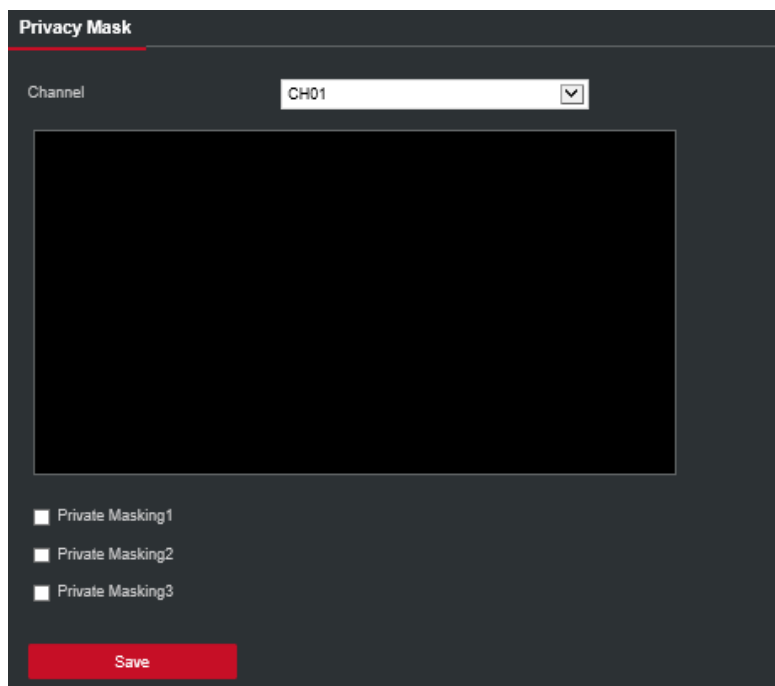 Privacy Mask
Channel CH01
Private Masking1
Private Masking2
Private Masking3
Save